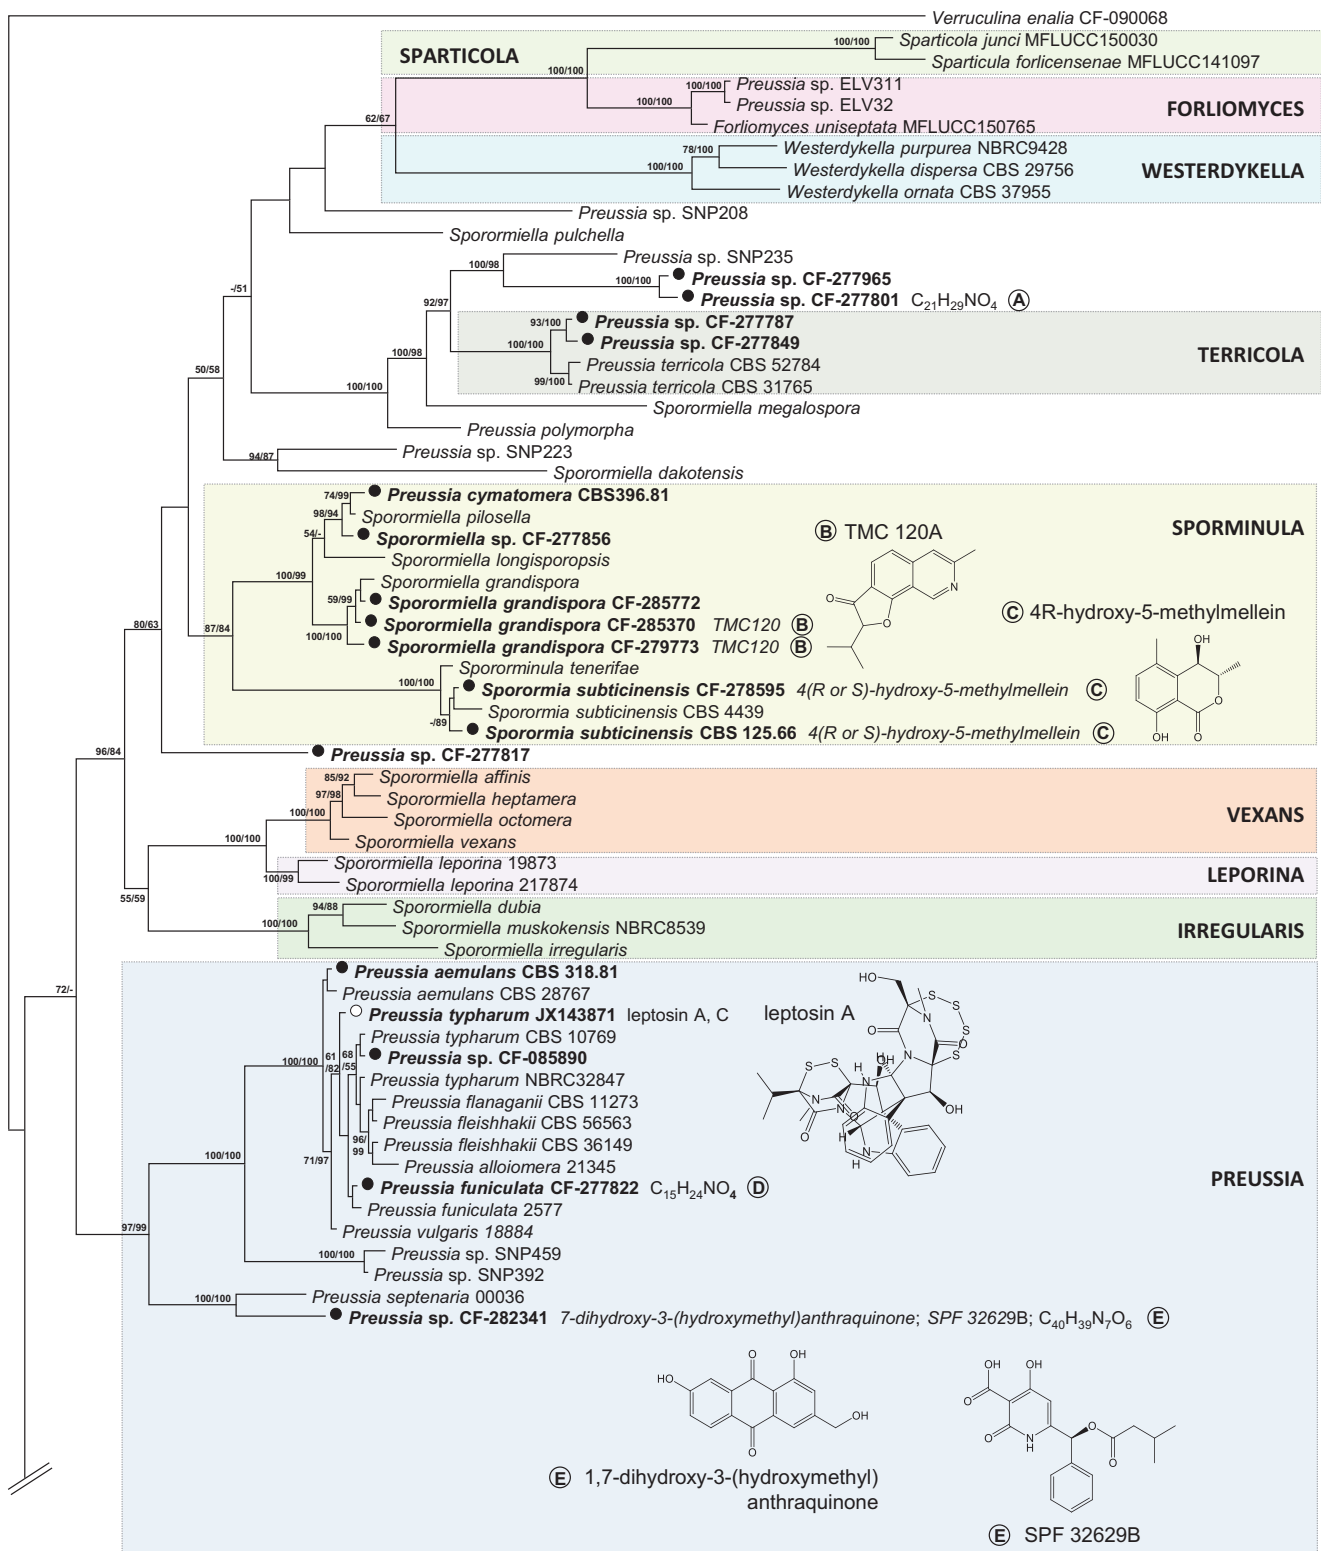 Verruculina enalia CF-090068
100/100
Sparticola junci MFLUCC150030
SPARTICOLA
Sparticula forlicensenae MFLUCC141097
100/100
100/100
Preussia sp. ELV311
100/100
Preussia sp. ELV32
FORLIOMYCES
62/67
Forliomyces uniseptata MFLUCC150765
78/100
Westerdykella purpurea NBRC9428
100/100
Westerdykella dispersa CBS 29756
WESTERDYKELLA
Westerdykella ornata CBS 37955
Preussia sp. SNP208
Sporormiella pulchella
Preussia sp. SNP235
100/98
100/100
Preussia sp. CF-277965
-/51
Preussia sp. CF-277801 C21H29NO4 A
92/97
93/100
Preussia sp. CF-277787
Preussia sp. CF-277849
100/98
100/100
TERRICOLA
Preussia terricola CBS 52784
99/100
Preussia terricola CBS 31765
50/58
100/100
Sporormiella megalospora
Preussia polymorpha
94/87
Preussia sp. SNP223
Sporormiella dakotensis
74/99
Preussia cymatomera CBS396.81
98/94
Sporormiella pilosella
SPORMINULA
54/-
Sporormiella sp. CF-277856
B TMC 120A
Sporormiella longisporopsis
100/99
Sporormiella grandispora
N
59/99
Sporormiella grandispora CF-285772
O
C 4R-hydroxy-5-methylmellein
80/63
87/84
Sporormiella grandispora CF-285370 TMC120 B
O
100/100
Sporormiella grandispora CF-279773 TMC120 B
OH
Sporominula tenerifae
100/100
Sporormia subticinensis CF-278595 4(R or S)-hydroxy-5-methylmellein C
O
Sporormia subticinensis CBS 4439
-/89
Sporormia subticinensis CBS 125.66 4(R or S)-hydroxy-5-methylmellein C
OH O
96/84
Preussia sp. CF-277817
85/92
Sporormiella affinis
97/98
Sporormiella heptamera
100/100
Sporormiella octomera
VEXANS
100/100
Sporormiella vexans
Sporormiella leporina 19873
100/99
LEPORINA
Sporormiella leporina 217874
55/59
94/88
Sporormiella dubia
100/100
Sporormiella muskokensis NBRC8539
IRREGULARIS
Sporormiella irregularis
Preussia aemulans CBS 318.81
HO
72/-
Preussia aemulans CBS 28767
S S S S
Preussia typharum JX143871 leptosin A, C
leptosin A
N
Preussia typharum CBS 10769
O
O
61
/82
68
/55
100/100
Preussia sp. CF-085890
S S
N
H
OH
Preussia typharum NBRC32847
H
N
Preussia flanaganii CBS 11273
N
N
OH
Preussia fleishhakii CBS 56563
O
O
H
96/
99
Preussia fleishhakii CBS 36149
N
71/97
100/100
Preussia alloiomera 21345
H
Preussia funiculata CF-277822 C15H24NO4 D
PREUSSIA
Preussia funiculata 2577
97/99
Preussia vulgaris 18884
100/100
Preussia sp. SNP459
Preussia sp. SNP392
100/100
Preussia septenaria 00036
Preussia sp. CF-282341 7-dihydroxy-3-(hydroxymethyl)anthraquinone; SPF 32629B; C40H39N7O6 E
O OH
HO
OH
O
OH OH
O
O
N
H
O
O
E 1,7-dihydroxy-3-(hydroxymethyl)
anthraquinone
E SPF 32629B